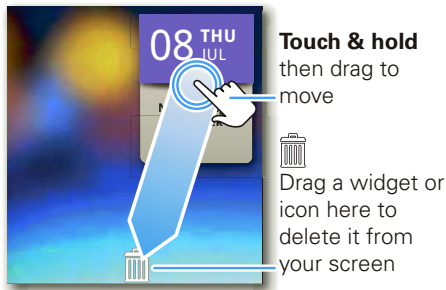 08 THU
JUL
Touch & hold
then drag to
move
Drag a widget or
icon here to
delete it from
your screen